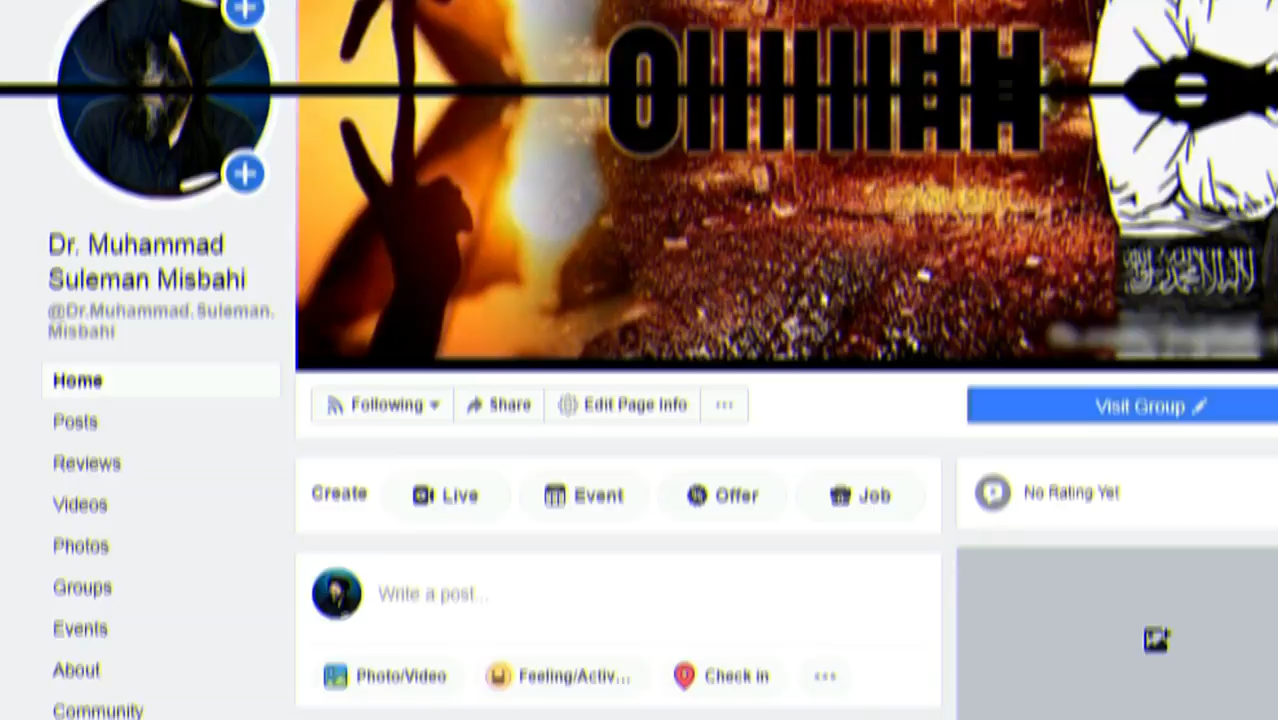 Dr. Muhammad
Suleman Misbahi
@Dr.Muhammad.Suleman.
Misbahi
Home
Posts
Reviews
Videos
Photos
Groups
Events
About
Community
Following
Share
Edit Page Info
Visit Group
Create
Live
Event
Offer
Job
No Rating Yet
Write a post...
Photo/Video
Feeling/Activ...
Check in